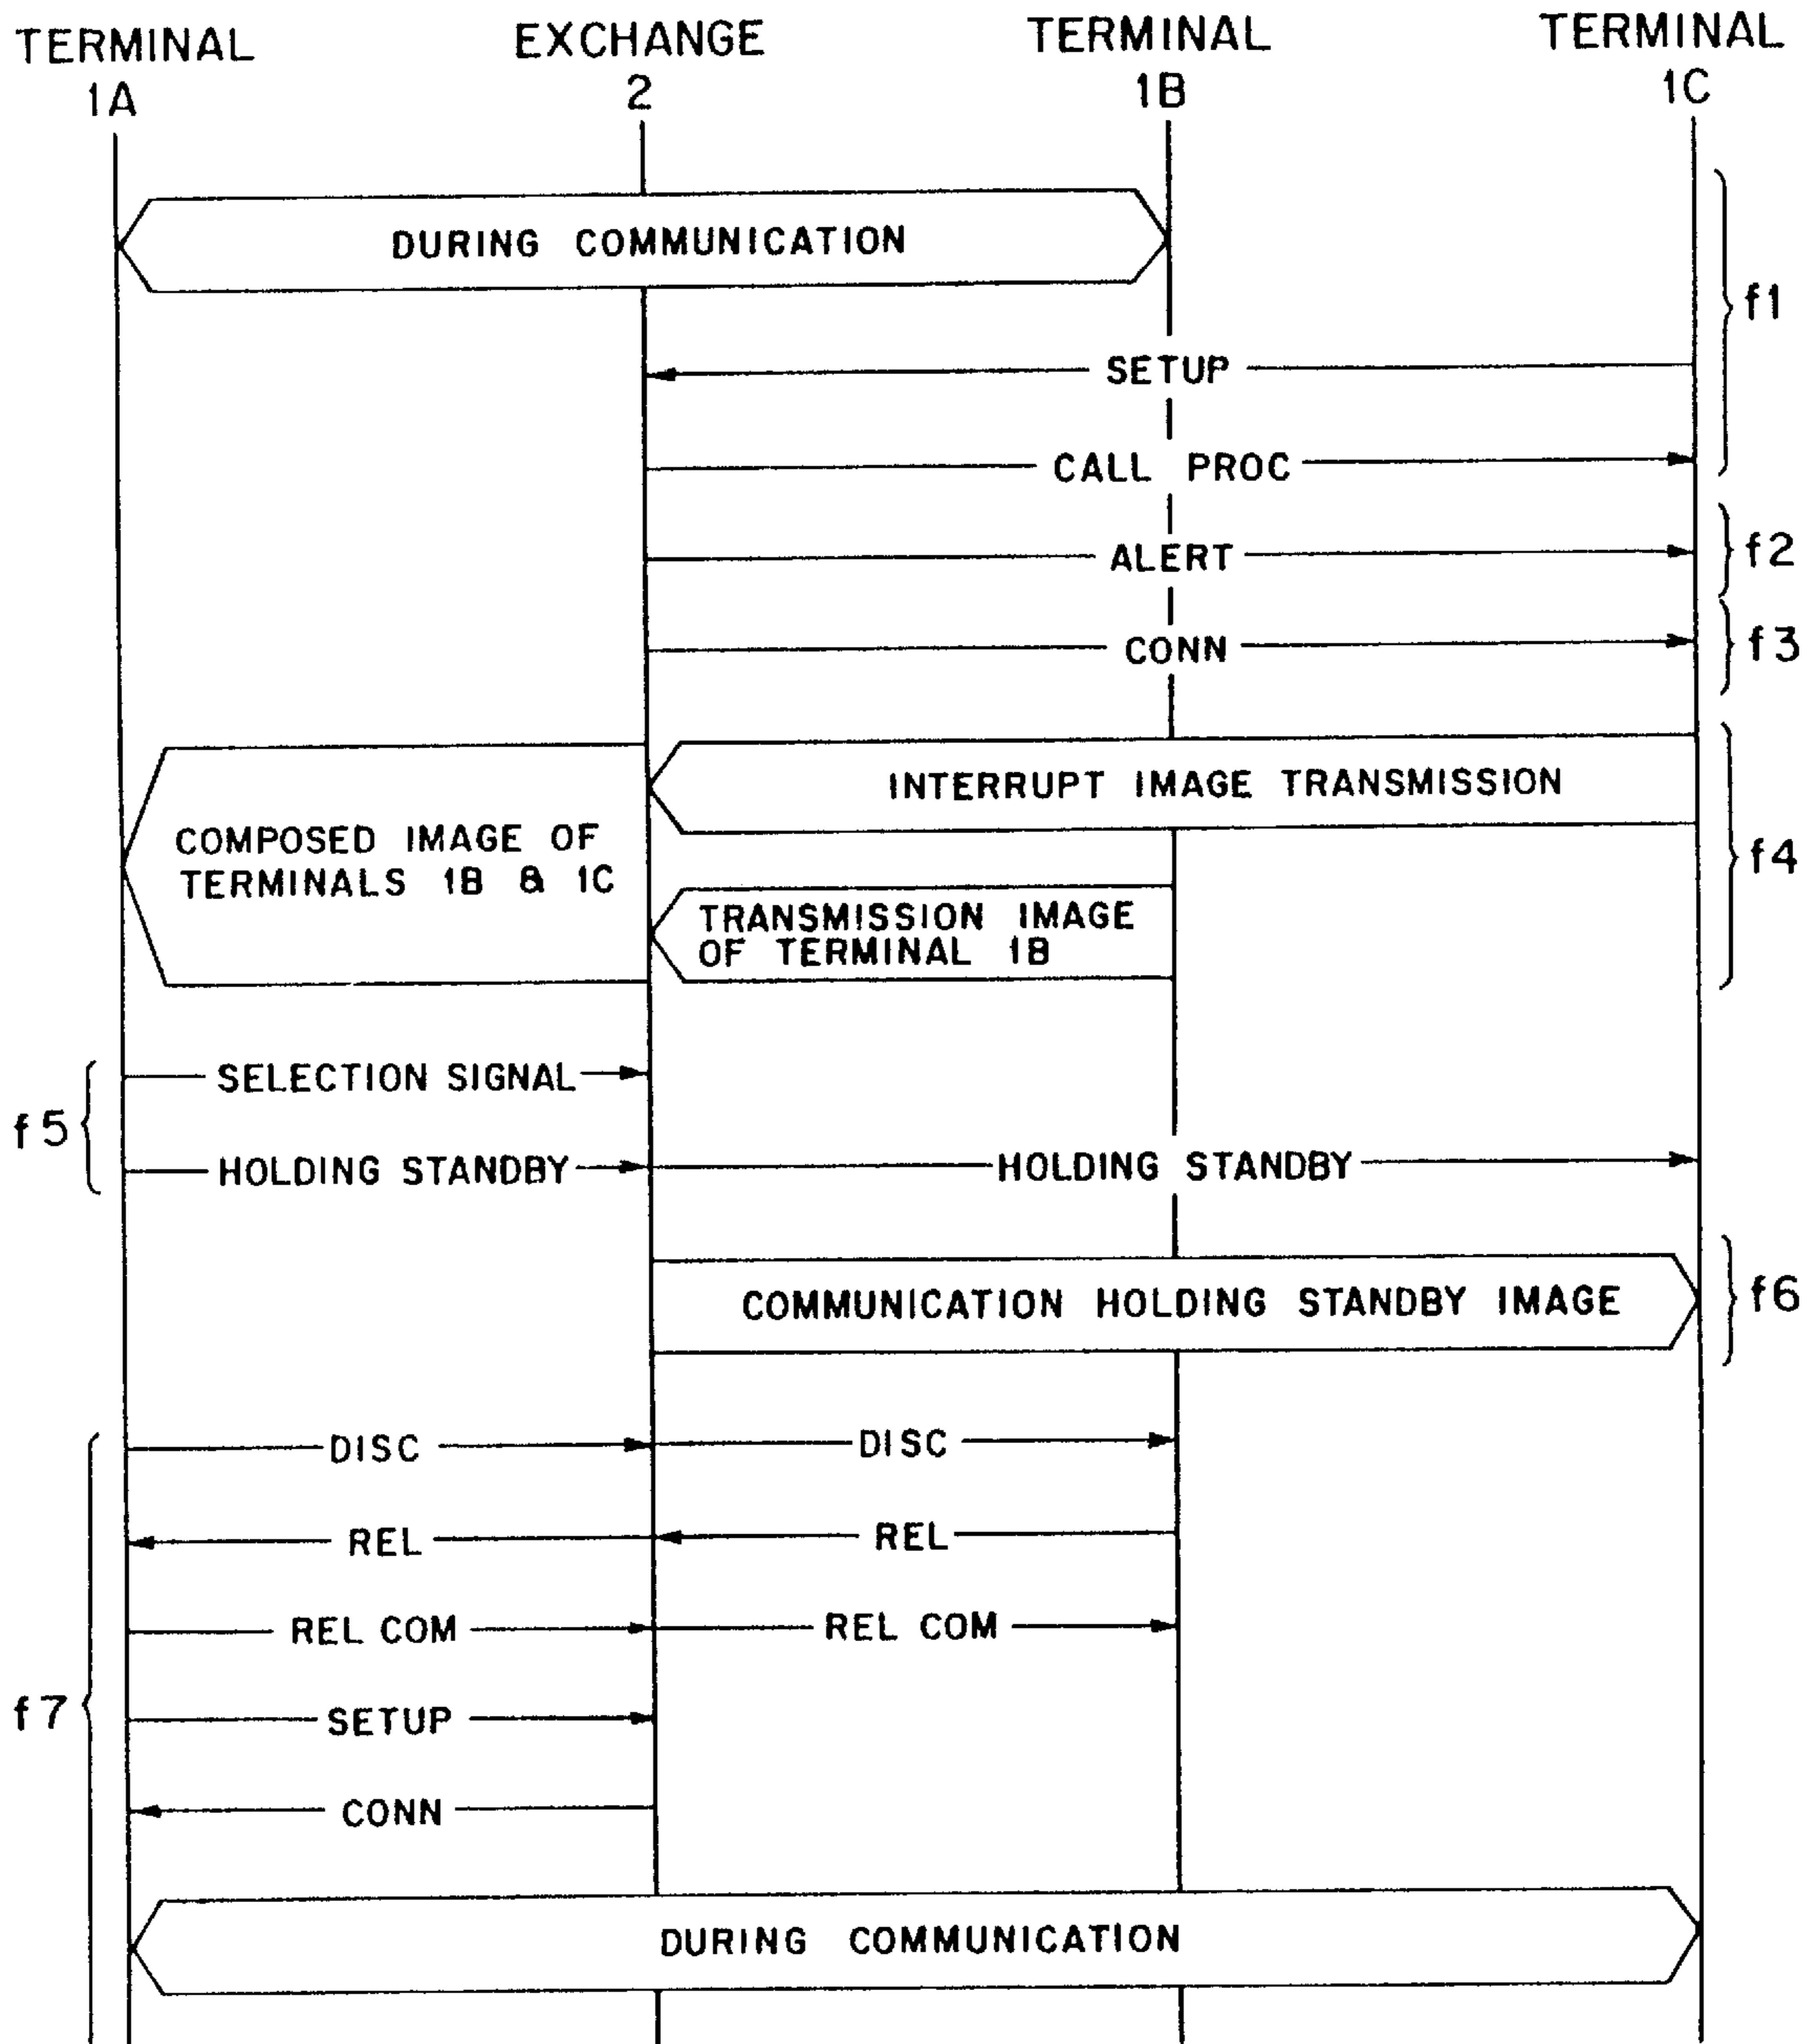 TERMINAL EXCHANGE TERMINAL TERMINAL
1A 2 1B 1C
DURING COMMUNICATION
f1
SETUP
CALL PROC
ALERT
f2
CONN
f3
INTERRUPT IMAGE TRANSMISSION
COMPOSED IMAGE OF
TERMINALS 1B & 1C
f4
TRANSMISSION IMAGE
OF TERMINAL 1B
SELECTION SIGNAL
f5
HOLDING STANDBY HOLDING STANDBY
COMMUNICATION HOLDING STANDBY IMAGE
f6
DISC DISC
REL REL
REL COM REL COM
f7
SETUP
CONN
DURING COMMUNICATION